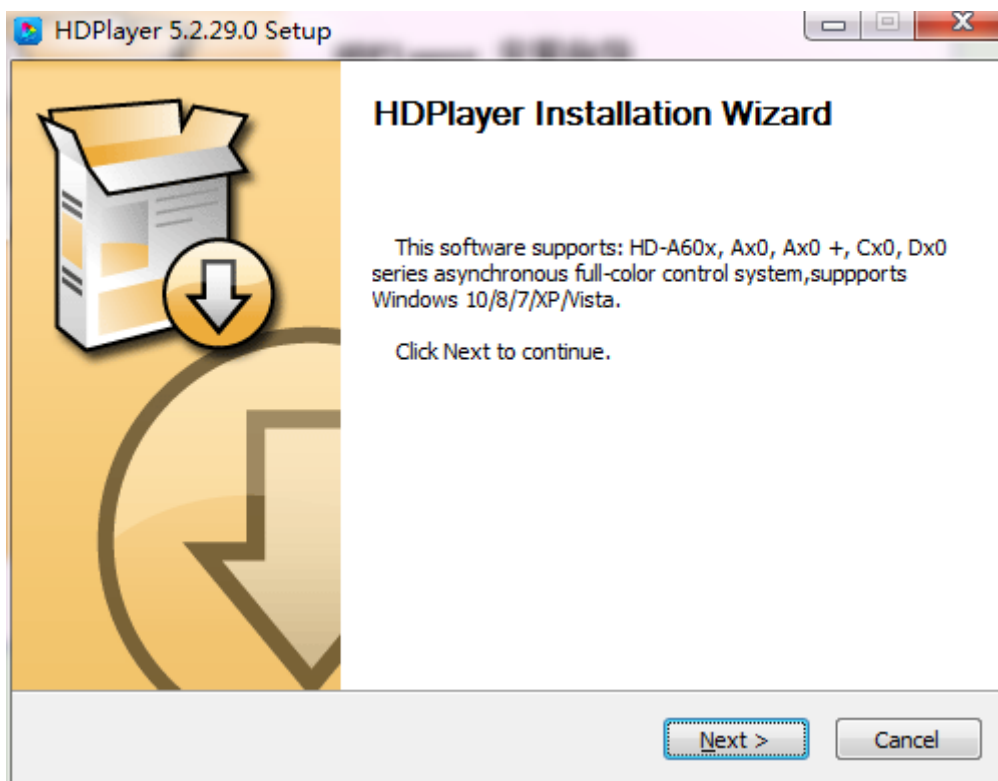 HDPlayer 5.2.29.0 Setup
HDPlayer Installation Wizard
This software supports: HD-A60x, Ax0, Ax0 +, Cx0, Dx0
series asynchronous full-color control system,suppports
Windows 10/8/7/XP/Vista.
Click Next to continue.
Next >
Cancel